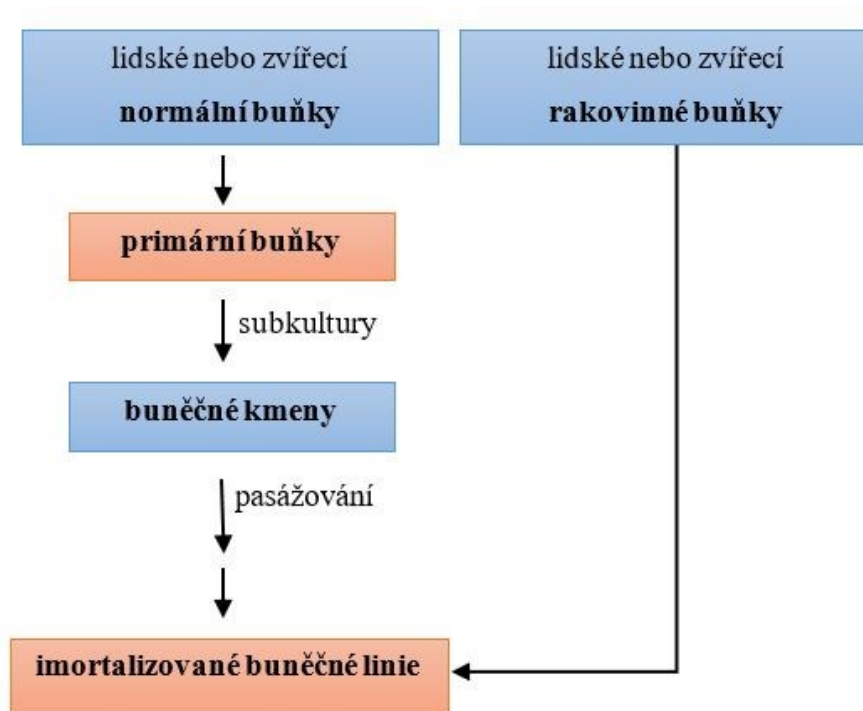 lidské nebo zvířecí
normální buňky
lidské nebo zvířecí
rakovinné buňky
primární buňky
subkultury
buněčné kmeny
pasážování
imortalizované buněčné linie